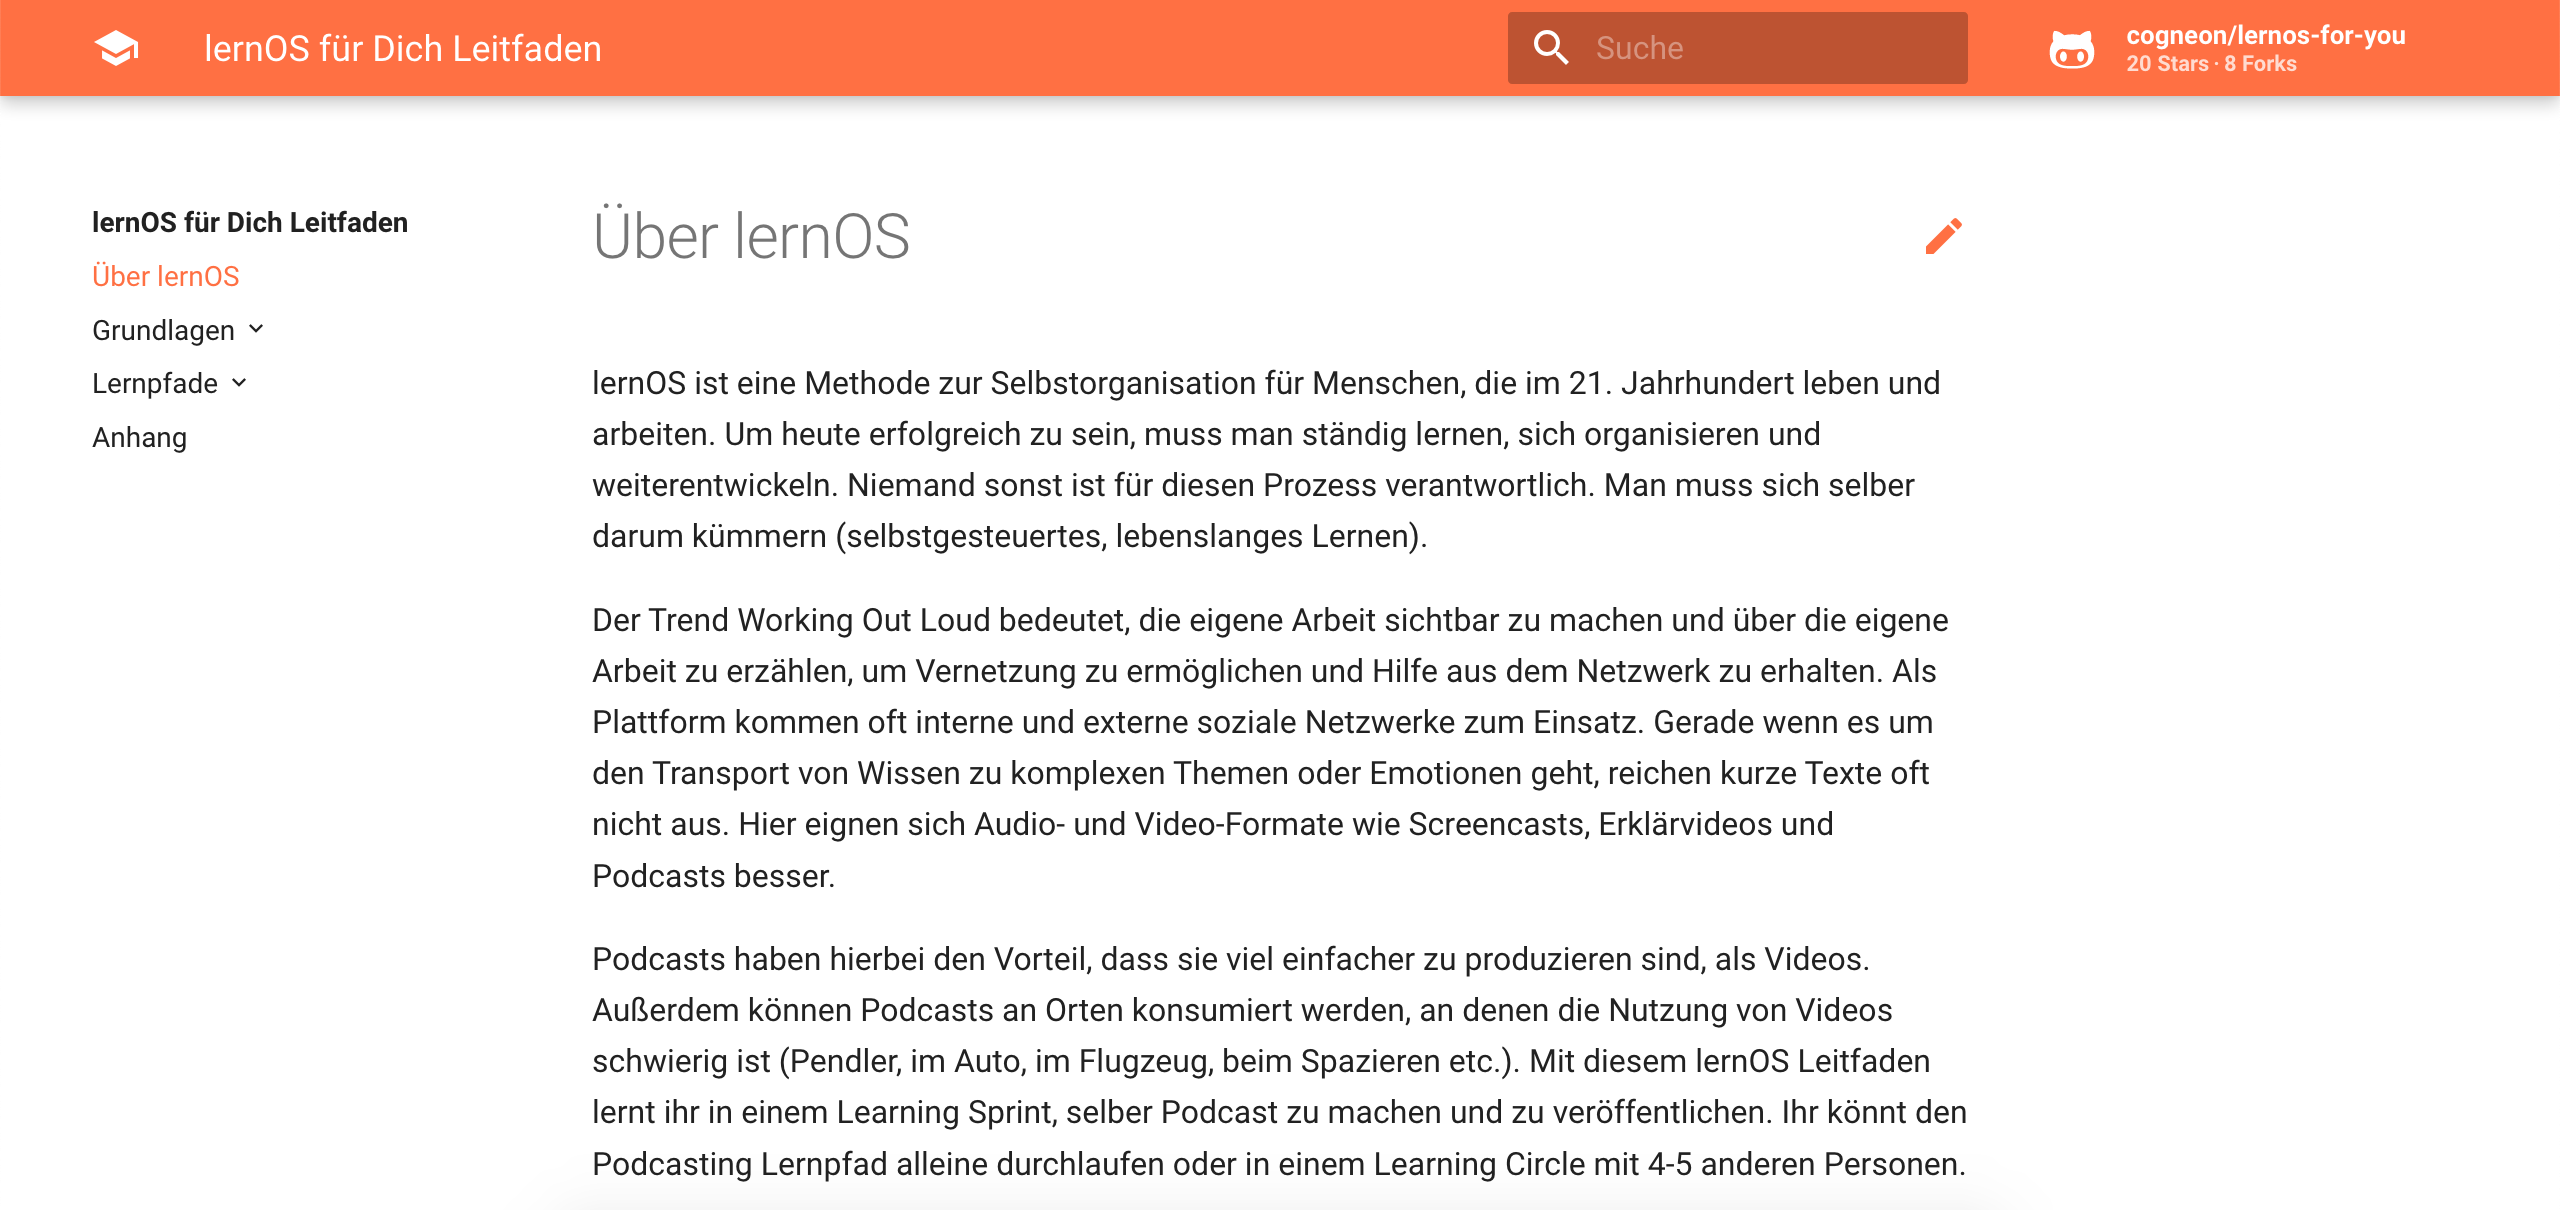 lernOS für Dich Leitfaden
Suche
cogneon/lernos-for-you
20 Stars · 8 Forks
lernOS für Dich Leitfaden
Über lernOS
Grundlagen
Lernpfade
Anhang
Über lernOS
lernOS ist eine Methode zur Selbstorganisation für Menschen, die im 21. Jahrhundert leben und
arbeiten. Um heute erfolgreich zu sein, muss man ständig lernen, sich organisieren und
weiterentwickeln. Niemand sonst ist für diesen Prozess verantwortlich. Man muss sich selber
darum kümmern (selbstgesteuertes, lebenslanges Lernen).
Der Trend Working Out Loud bedeutet, die eigene Arbeit sichtbar zu machen und über die eigene
Arbeit zu erzählen, um Vernetzung zu ermöglichen und Hilfe aus dem Netzwerk zu erhalten. Als
Plattform kommen oft interne und externe soziale Netzwerke zum Einsatz. Gerade wenn es um
den Transport von Wissen zu komplexen Themen oder Emotionen geht, reichen kurze Texte oft
nicht aus. Hier eignen sich Audio- und Video-Formate wie Screencasts, Erklärvideos und
Podcasts besser.
Podcasts haben hierbei den Vorteil, dass sie viel einfacher zu produzieren sind, als Videos.
Außerdem können Podcasts an Orten konsumiert werden, an denen die Nutzung von Videos
schwierig ist (Pendler, im Auto, im Flugzeug, beim Spazieren etc.). Mit diesem lernOS Leitfaden
lernt ihr in einem Learning Sprint, selber Podcast zu machen und zu veröffentlichen. Ihr könnt den
Podcasting Lernpfad alleine durchlaufen oder in einem Learning Circle mit 4-5 anderen Personen.